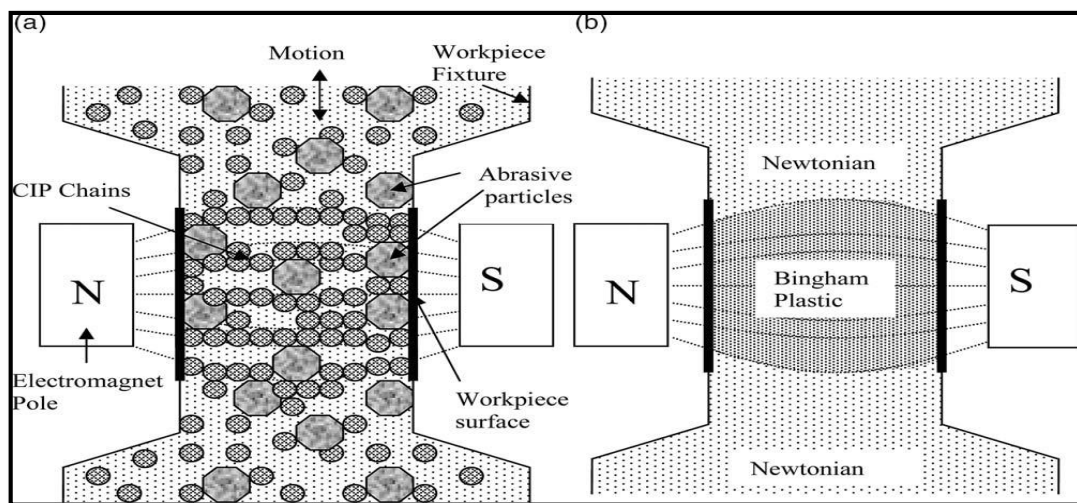 (a)
Motion
Workpiece
Fixture
CIP Chains
Abrasive
particles
N
S
Electromagnet
Pole
Workpiece
surface
(b)
Newtonian
N
Bingham
Plastic
S
Newtonian